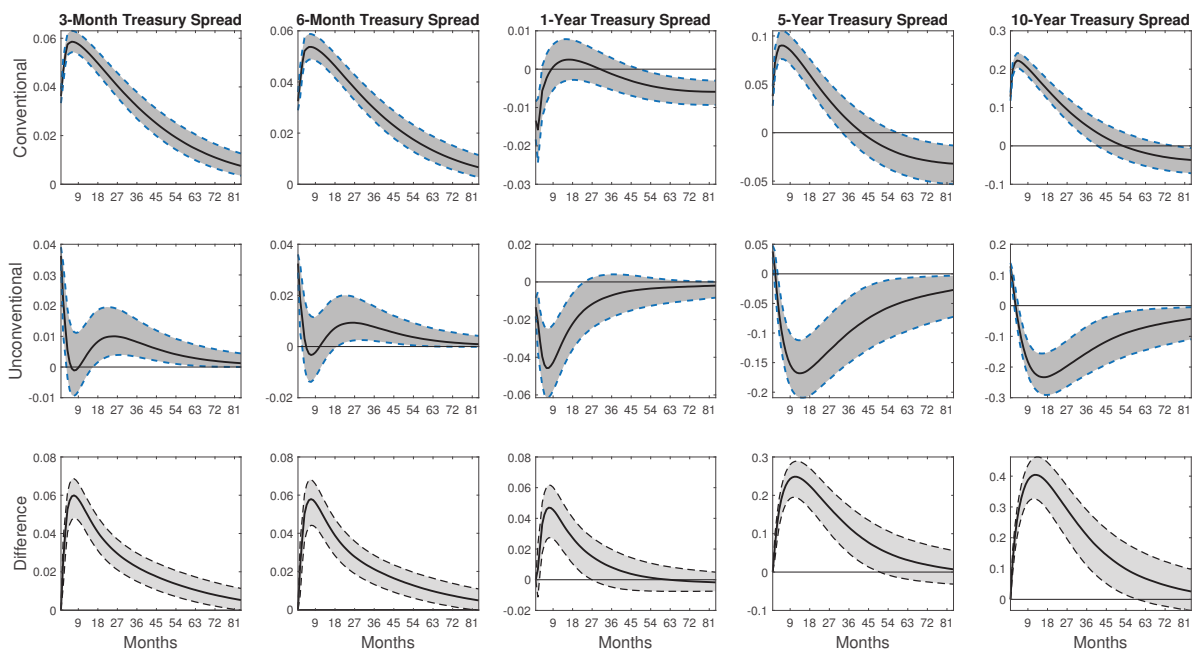 3-Month Treasury Spread
6-Month Treasury Spread
1-Year Treasury Spread
5-Year Treasury Spread
10-Year Treasury Spread
Conventional
0.06
0.04
0.02
0
9 18 27 36 45 54 63 72 81
0.06
0.04
0.02
0
9 18 27 36 45 54 63 72 81
0.01
0
-0.01
-0.03
9 18 27 36 45 54 63 72 81
0.1
0.05
0
-0.05
9 18 27 36 45 54 63 72 81
0.3
0.2
0.1
0
-0.1
9 18 27 36 45 54 63 72 81
Unconventional
0.04
0.03
0.02
0.01
0
-0.01
9 18 27 36 45 54 63 72 81
0.04
0.02
0
-0.02
9 18 27 36 45 54 63 72 81
0.02
0
-0.02
-0.04
-0.06
9 18 27 36 45 54 63 72 81
0.05
0
-0.05
-0.1
-0.15
-0.2
9 18 27 36 45 54 63 72 81
0.2
0.1
0
-0.1
-0.2
-0.3
9 18 27 36 45 54 63 72 81
Difference
0.08
0.06
0.04
0.02
0
9 18 27 36 45 54 63 72 81
Months
0.08
0.06
0.04
0.02
0
9 18 27 36 45 54 63 72 81
Months
0.08
0.06
0.04
0.02
0
-0.02
9 18 27 36 45 54 63 72 81
Months
0.3
0.2
0.1
0
-0.1
9 18 27 36 45 54 63 72 81
Months
0.4
0.3
0.2
0.1
0
9 18 27 36 45 54 63 72 81
Months